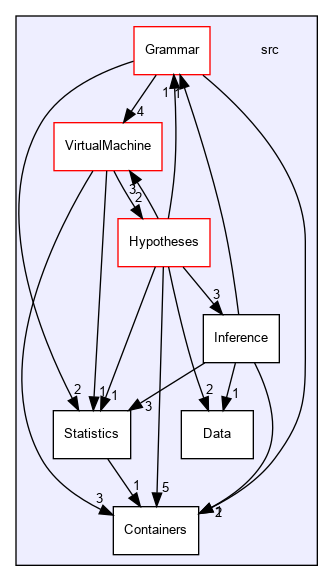 Grammar src
4
1 1
VirtualMachine
3
2
Hypotheses
3
Inference
2 1 1 2 1
3
Statistics Data
1 5
3
Containers